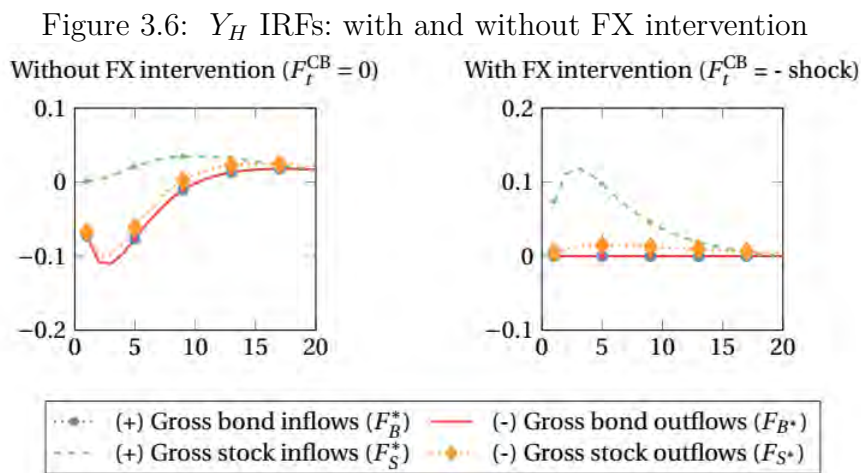 Figure 3.6: Y_H IRFs: with and without FX intervention
Without FX intervention (F_t^CB = 0)
With FX intervention (F_t^CB = - shock)
0.1
0
−0.1
−0.2
0 5 10 15 20
0.2
0.1
0
−0.1
0 5 10 15 20
(+) Gross bond inflows (F_B^*)
(-) Gross bond outflows (F_B*)
(+) Gross stock inflows (F_S^*)
(-) Gross stock outflows (F_S*)